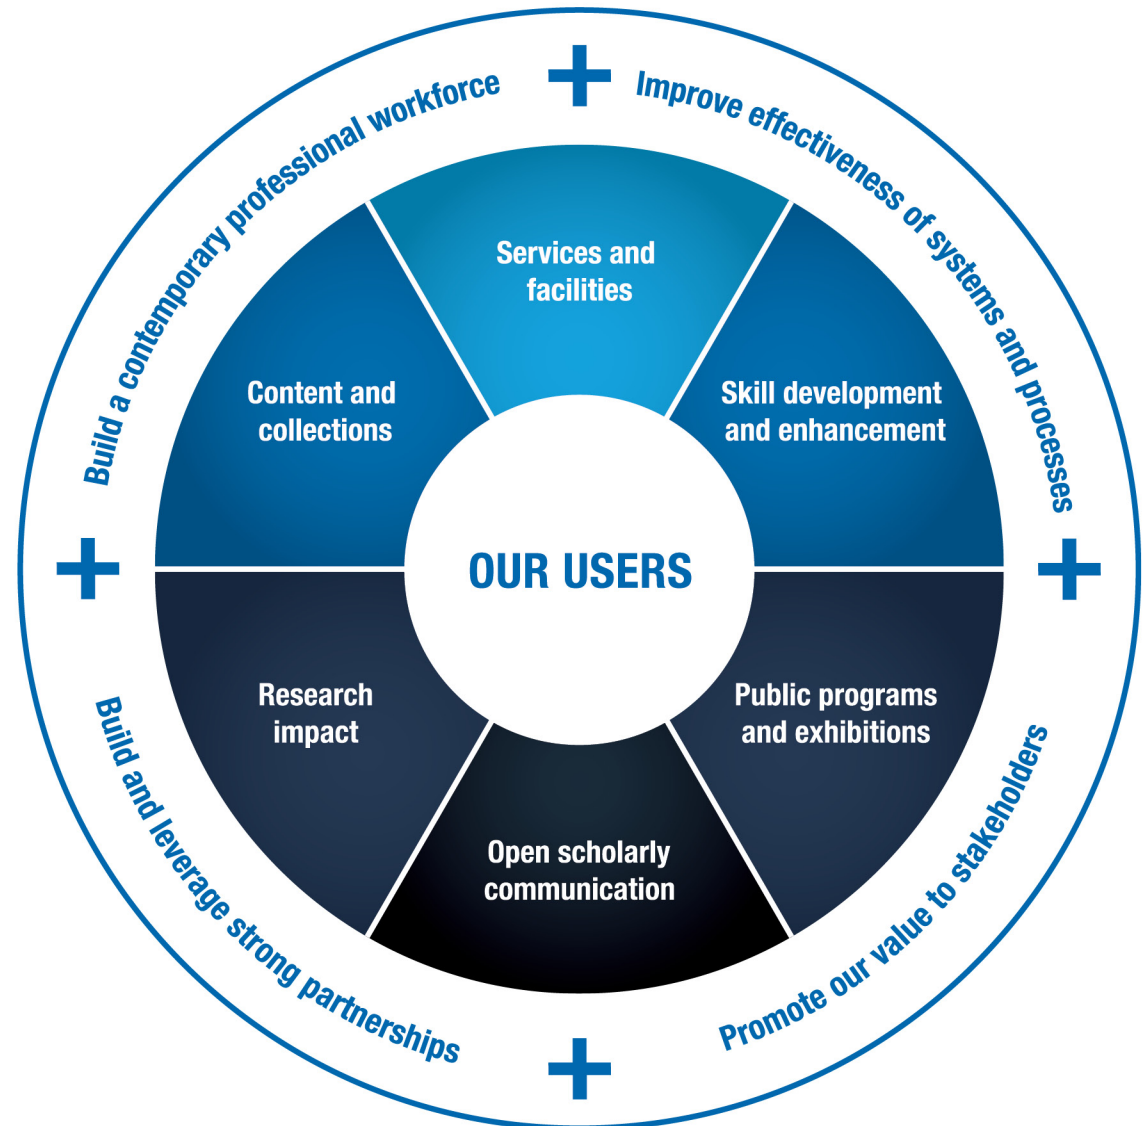 Build a contemporary professional workforce
Improve effectiveness of systems and processes
Services and
facilities
Content and
collections
Skill development
and enhancement
OUR USERS
Research
impact
Public programs
and exhibitions
Open scholarly
communication
Build and leverage strong partnerships
Promote our value to stakeholders